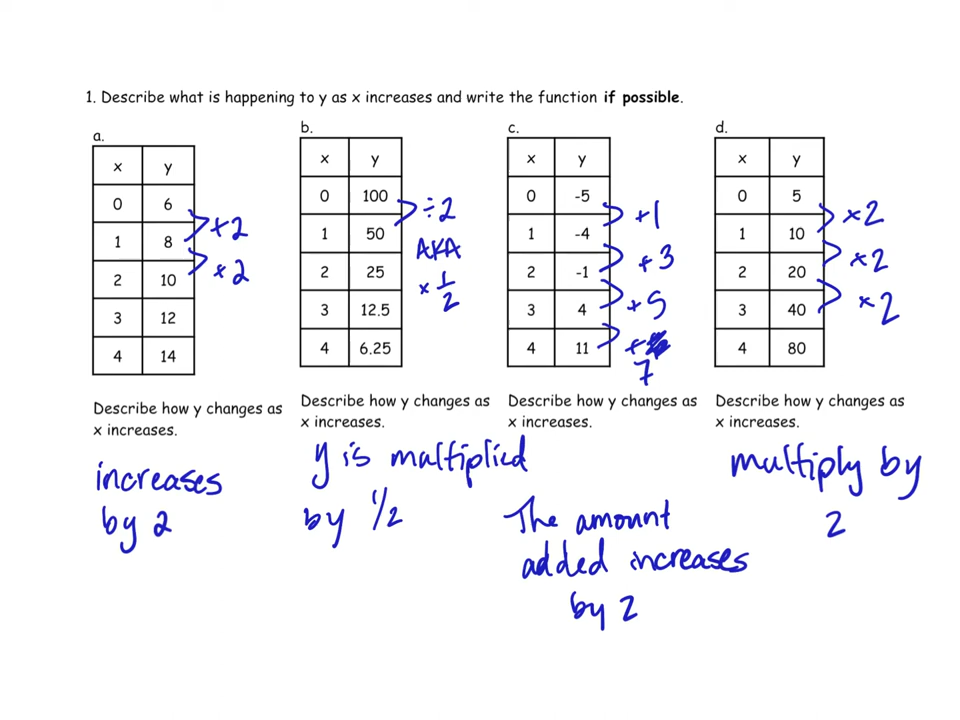 1. Describe what is happening to y as x increases and write the function if possible.
a.
x y
0 6
1 8
2 10
3 12
4 14
+2
+2
Describe how y changes as
x increases.
increases
by 2
b.
x y
0 100
1 50
2 25
3 12.5
4 6.25
÷2
AKA
× 1/2
Describe how y changes as
x increases.
y is multiplied
by 1/2
c.
x y
0 -5
1 -4
2 -1
3 4
4 11
+1
+3
+5
+
7
Describe how y changes as
x increases.
The amount
added increases
by 2
d.
x y
0 5
1 10
2 20
3 40
4 80
×2
×2
×2
Describe how y changes as
x increases.
multiply by
2